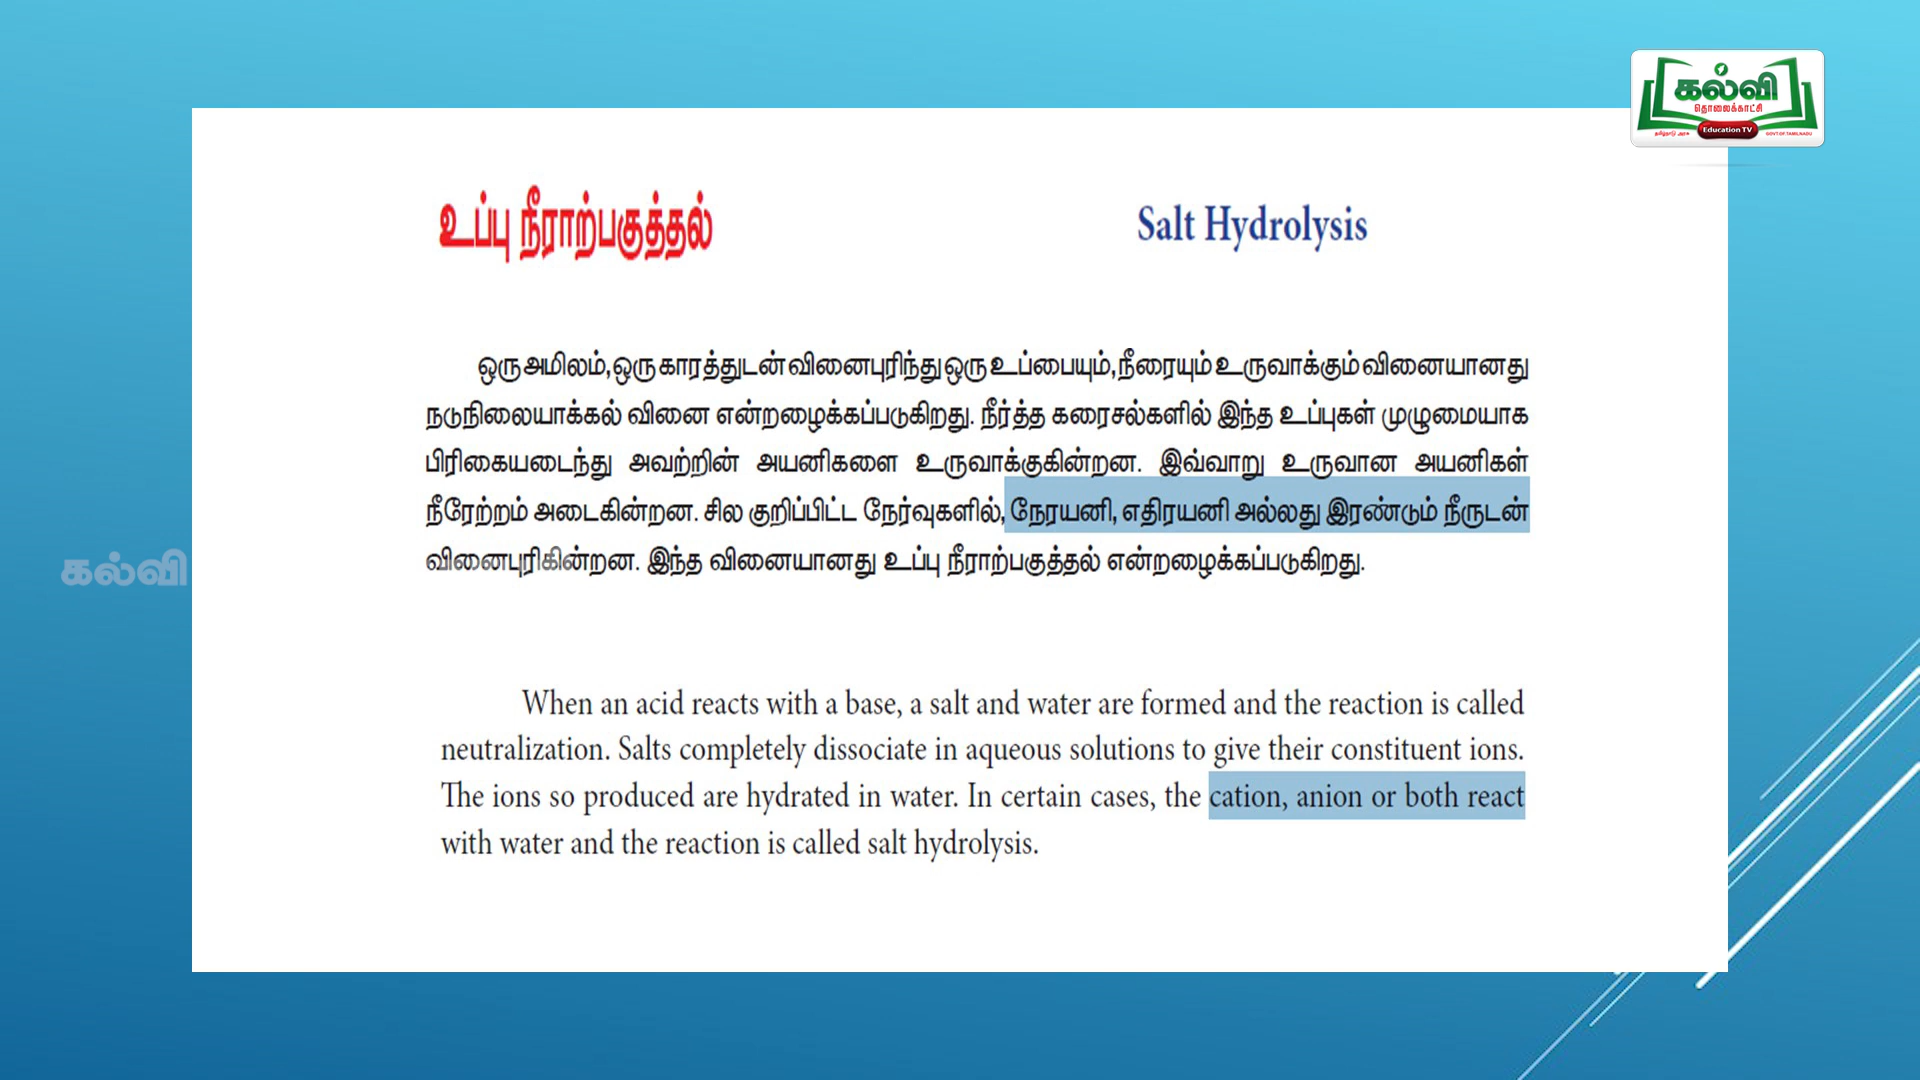 கல்வி
தொலைக்காட்சி
தமிழ்நாடு அரசு Education TV GOVT OF TAMILNADU
உப்பு நீராற்பகுத்தல் Salt Hydrolysis
ஒரு அமிலம், ஒரு காரத்துடன் வினைபுரிந்து ஒரு உப்பையும், நீரையும் உருவாக்கும் வினையானது
நடுநிலையாக்கல் வினை என்றழைக்கப்படுகிறது. நீர்த்த கரைசல்களில் இந்த உப்புகள் முழுமையாக
பிரிகையடைந்து அவற்றின் அயனிகளை உருவாக்குகின்றன. இவ்வாறு உருவான அயனிகள்
நீரேற்றம் அடைகின்றன. சில குறிப்பிட்ட நேர்வுகளில், நேரயனி, எதிரயனி அல்லது இரண்டும் நீருடன்
வினைபுரிகின்றன. இந்த வினையானது உப்பு நீராற்பகுத்தல் என்றழைக்கப்படுகிறது.
கல்வி
When an acid reacts with a base, a salt and water are formed and the reaction is called
neutralization. Salts completely dissociate in aqueous solutions to give their constituent ions.
The ions so produced are hydrated in water. In certain cases, the cation, anion or both react
with water and the reaction is called salt hydrolysis.